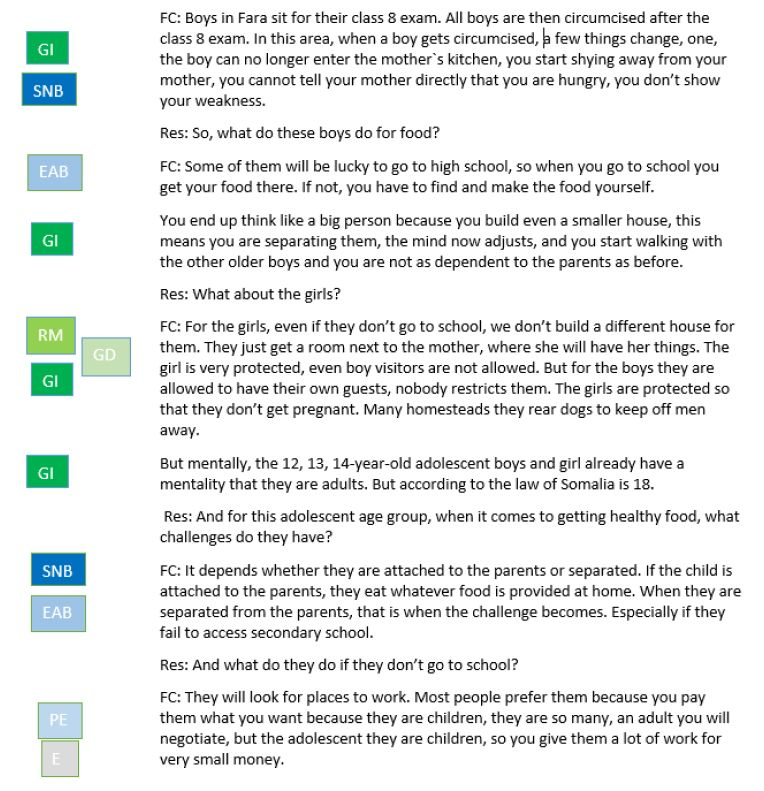 FC: Boys in Fara sit for their class 8 exam. All boys are then circumcised after the
GI
class 8 exam. In this area, when a boy gets circumcised, a few things change, one,
the boy can no longer enter the mother`s kitchen, you start shying away from your
SNB
mother, you cannot tell your mother directly that you are hungry, you don't show
your weakness.
Res: So, what do these boys do for food?
EAB
FC: Some of them will be lucky to go to high school, so when you go to school you
get your food there. If not, you have to find and make the food yourself.
GI
You end up think like a big person because you build even a smaller house, this
means you are separating them, the mind now adjusts, and you start walking with
the other older boys and you are not as dependent to the parents as before.
Res: What about the girls?
RM
GD
GI
FC: For the girls, even if they don't go to school, we don't build a different house for
them. They just get a room next to the mother, where she will have her things. The
girl is very protected, even boy visitors are not allowed. But for the boys they are
allowed to have their own guests, nobody restricts them. The girls are protected so
that they don't get pregnant. Many homesteads they rear dogs to keep off men
away.
GI
But mentally, the 12, 13, 14-year-old adolescent boys and girl already have a
mentality that they are adults. But according to the law of Somalia is 18.
Res: And for this adolescent age group, when it comes to getting healthy food, what
challenges do they have?
SNB
EAB
FC: It depends whether they are attached to the parents or separated. If the child is
attached to the parents, they eat whatever food is provided at home. When they are
separated from the parents, that is when the challenge becomes. Especially if they
fail to access secondary school.
Res: And what do they do if they don't go to school?
PE
E
FC: They will look for places to work. Most people prefer them because you pay
them what you want because they are children, they are so many, an adult you will
negotiate, but the adolescent they are children, so you give them a lot of work for
very small money.